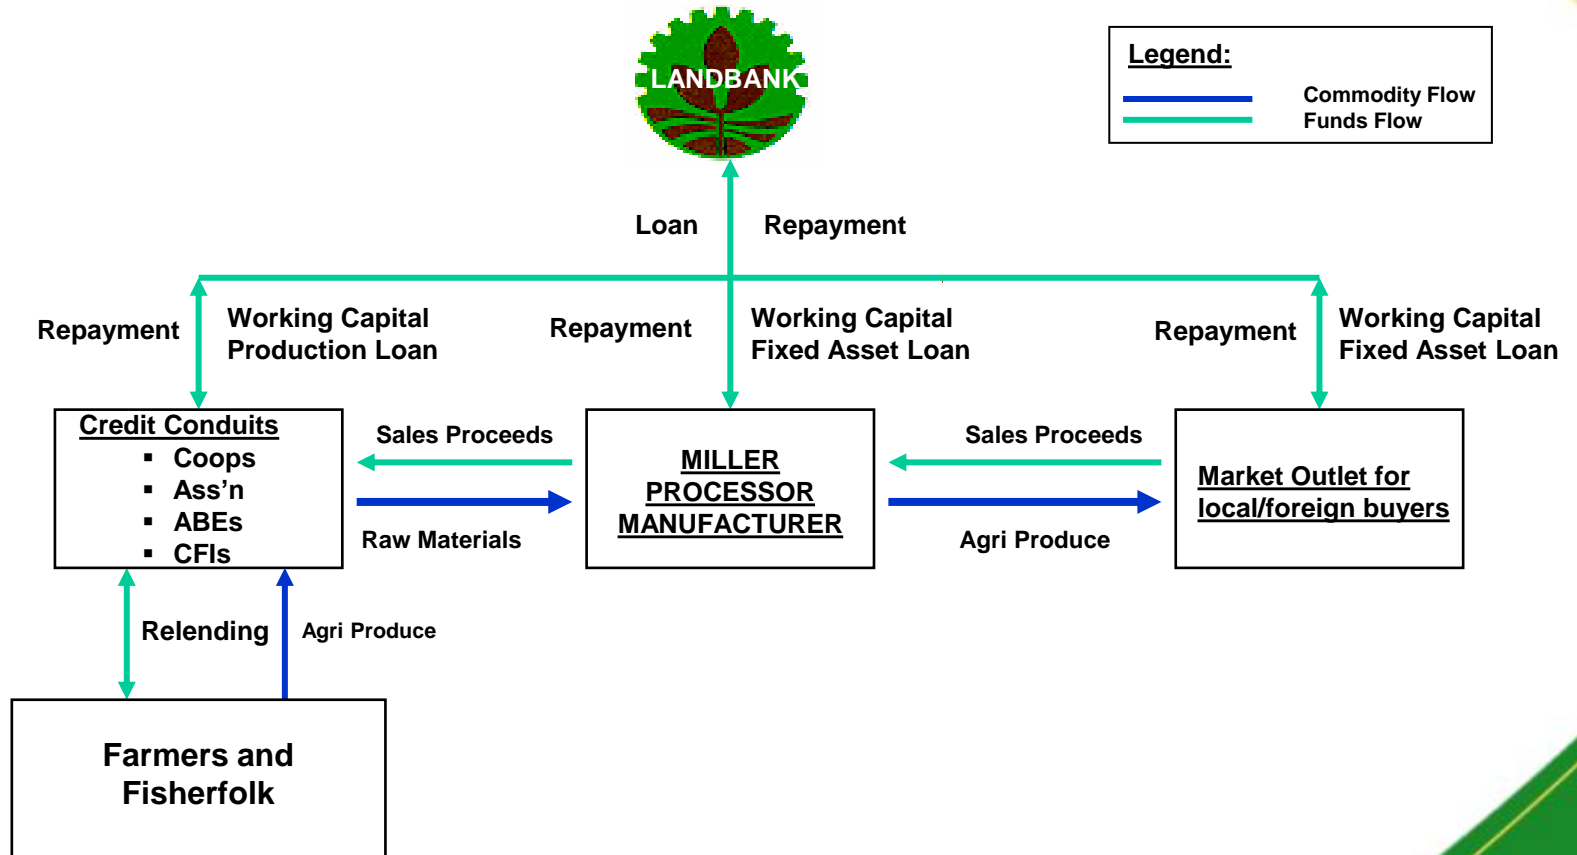 LANDBANK
Legend:
Commodity Flow
Funds Flow
Loan
Repayment
Repayment
Working Capital
Production Loan
Repayment
Working Capital
Fixed Asset Loan
Repayment
Working Capital
Fixed Asset Loan
Credit Conduits
▪ Coops
▪ Ass’n
▪ ABEs
▪ CFIs
Sales Proceeds
Raw Materials
MILLER
PROCESSOR
MANUFACTURER
Sales Proceeds
Agri Produce
Market Outlet for
local/foreign buyers
Relending
Agri Produce
Farmers and
Fisherfolk